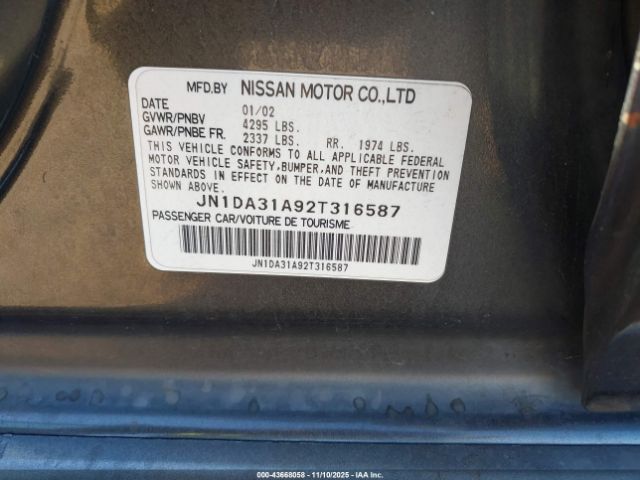 MFD.BY NISSAN MOTOR CO.,LTD
DATE 01/02
GVWR/PNBV 4295 LBS.
GAWR/PNBE FR. 2337 LBS. RR. 1974 LBS.
THIS VEHICLE CONFORMS TO ALL APPLICABLE FEDERAL
MOTOR VEHICLE SAFETY, BUMPER, AND THEFT PREVENTION
STANDARDS IN EFFECT ON THE DATE OF MANUFACTURE
SHOWN ABOVE.
JN1DA31A92T316587
PASSENGER CAR/VOITURE DE TOURISME
JN1DA31A92T316587
000-43668058 - 11/10/2025 - IAA Inc.